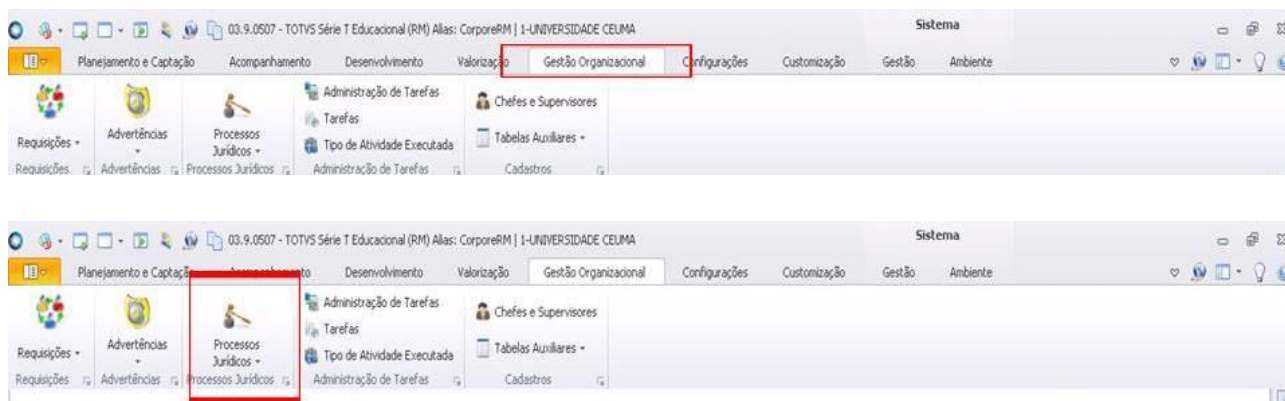 03.9.0507 - TOTVS Série T Educacional (RM) Alias: CorporeRM | 1-UNIVERSIDADE CEUMA Sistema
Planejamento e Captação Acompanhamento Desenvolvimento Valorização Gestão Organizacional Configurações Customização Gestão Ambiente
Administração de Tarefas
Chefes e Supervisores
Tarefas
Requisições Advertências Processos Jurídicos Tipo de Atividade Executada Tabelas Auxiliares
Requisições Advertências Processos Jurídicos Administração de Tarefas Cadastros
03.9.0507 - TOTVS Série T Educacional (RM) Alias: CorporeRM | 1-UNIVERSIDADE CEUMA Sistema
Planejamento e Captação Acompanhamento Desenvolvimento Valorização Gestão Organizacional Configurações Customização Gestão Ambiente
Administração de Tarefas
Chefes e Supervisores
Tarefas
Requisições Advertências Processos Jurídicos Tipo de Atividade Executada Tabelas Auxiliares
Requisições Advertências Processos Jurídicos Administração de Tarefas Cadastros